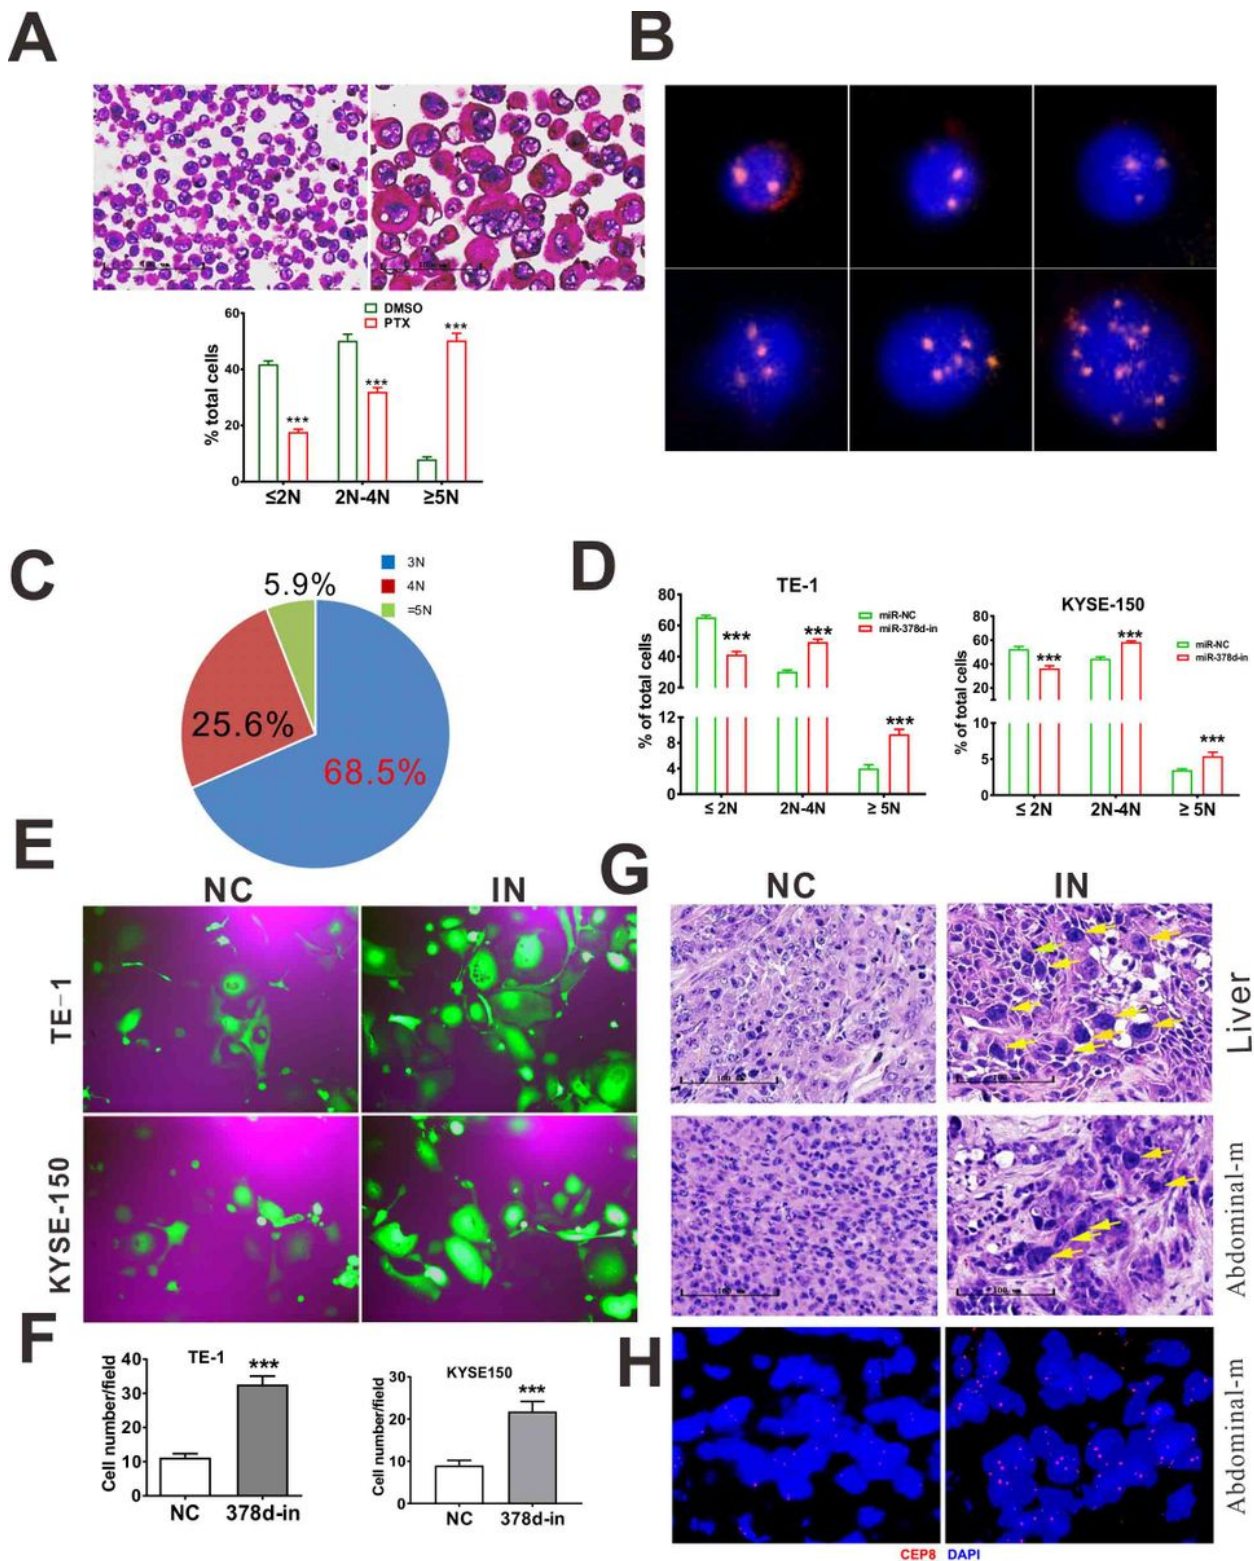 A
B
DMSO
PTX
% total cells
60
40
20
0
***
***
***
≤2N
2N-4N
≥5N
C
5.9%
25.6%
68.5%
3N
4N
=5N
D
TE-1
% of total cells
80
60
40
20
12
8
4
0
***
***
***
miR-NC
miR-378d-in
≤ 2N
2N-4N
≥ 5N
KYSE-150
% of total cells
80
60
40
20
10
5
0
***
***
***
miR-NC
miR-378d-in
≤ 2N
2N-4N
≥ 5N
E
NC
IN
TE-1
KYSE-150
F
TE-1
Cell number/field
40
30
20
10
0
***
NC
378d-in
KYSE150
Cell number/field
30
20
10
0
***
NC
378d-in
G
NC
IN
Liver
Abdominal-m
H
Abdominal-m
CEP8 DAPI